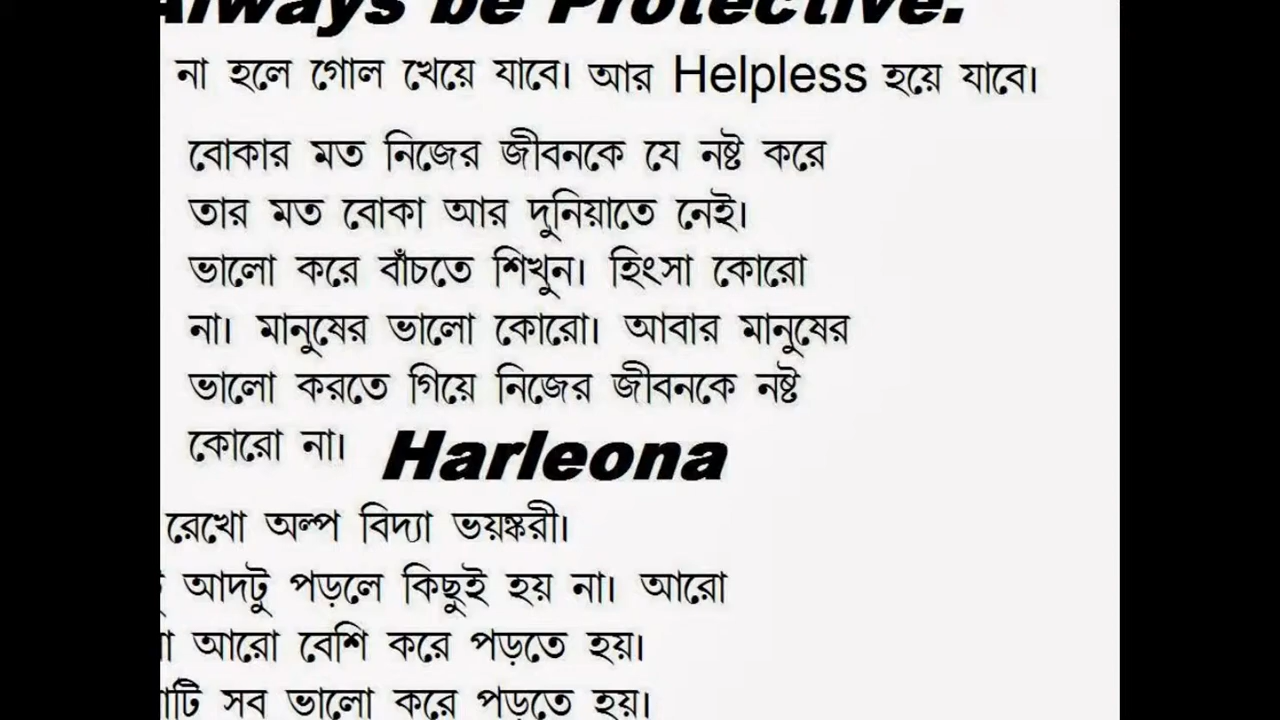 Always be Protective.
না হলে গোল খেয়ে যাবে। আর Helpless হয়ে যাবে।
বোকার মত নিজের জীবনকে যে নষ্ট করে
তার মত বোকা আর দুনিয়াতে নেই।
ভালো করে বাঁচতে শিখুন। হিংসা কোরো
না। মানুষের ভালো কোরো। আবার মানুষের
ভালো করতে গিয়ে নিজের জীবনকে নষ্ট
কোরো না। Harleona
রেখো অল্প বিদ্যা ভয়ঙ্করী।
আদটু পড়লে কিছুই হয় না। আরো
আরো বেশি করে পড়তে হয়।
সব ভালো করে পড়তে হয়।